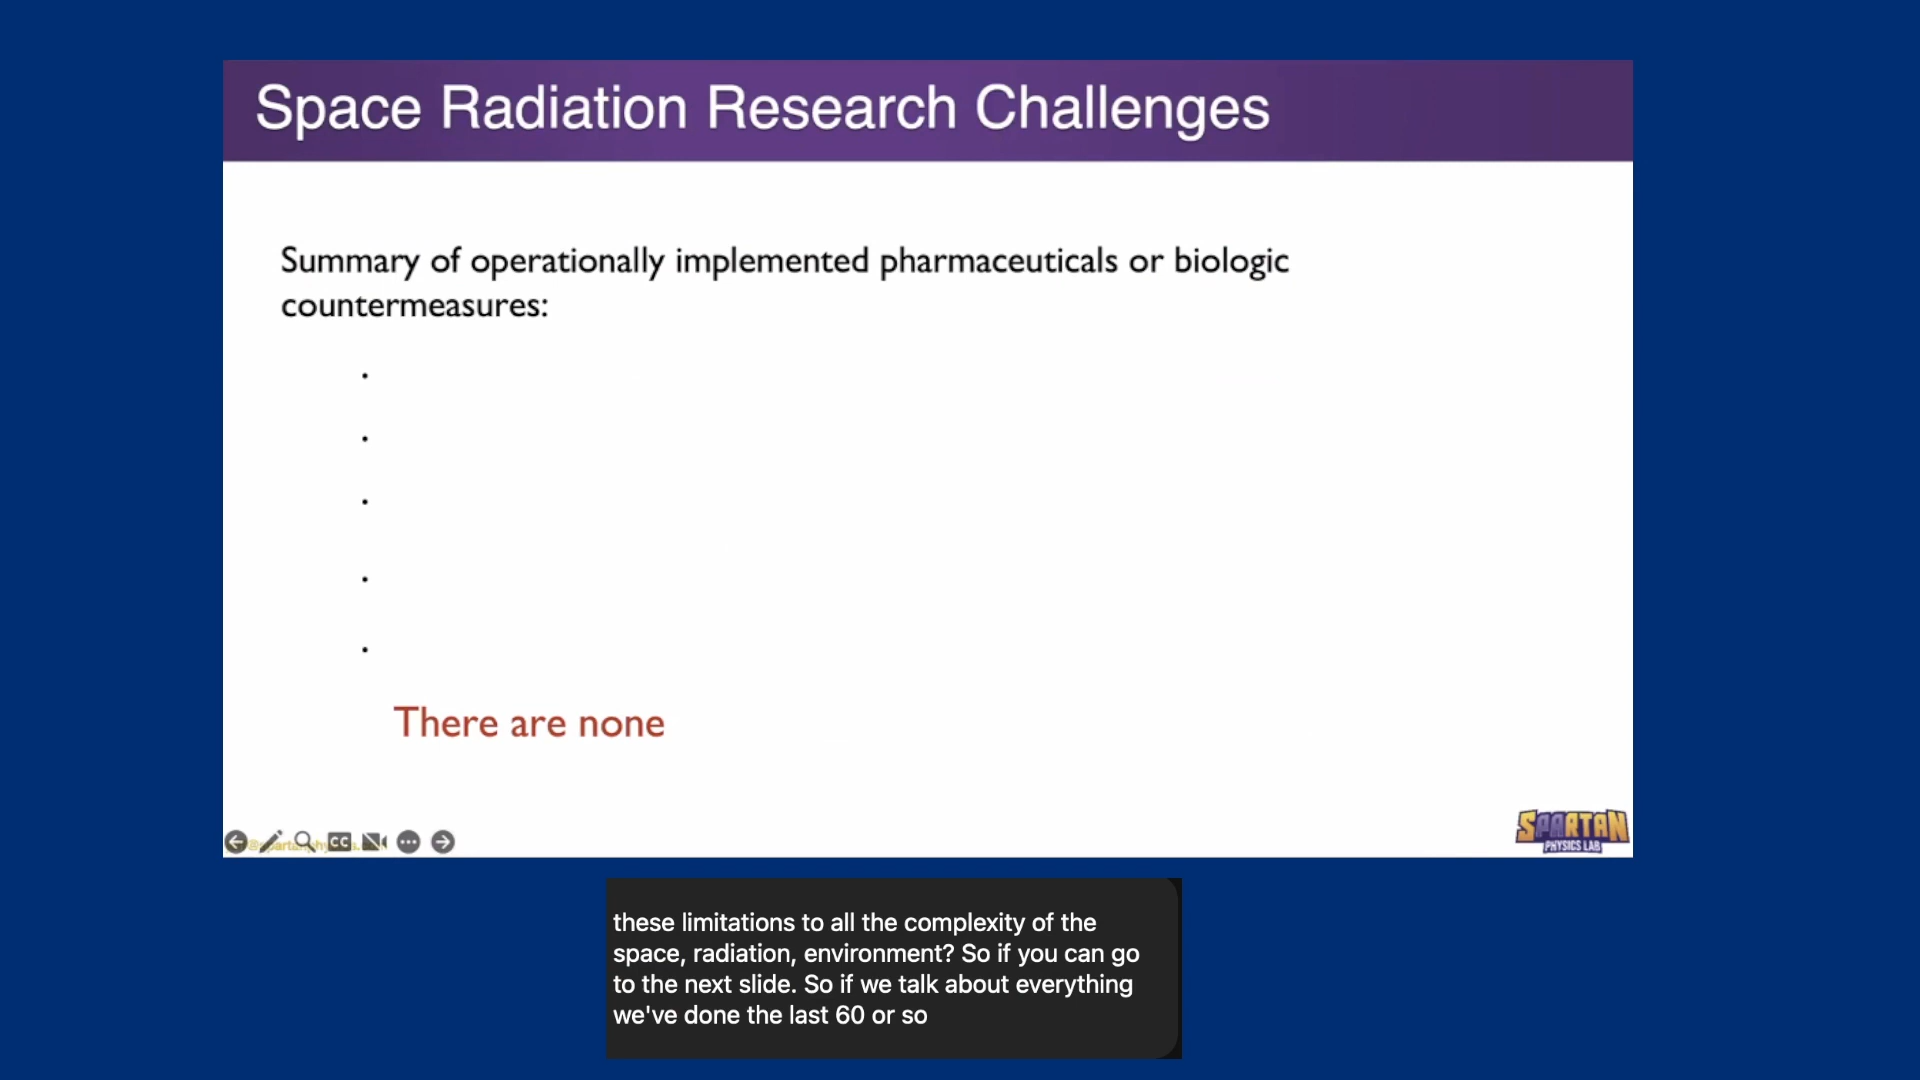 Space Radiation Research Challenges
Summary of operationally implemented pharmaceuticals or biologic
countermeasures:
There are none
CC
SPARTAN
PHYSICS LAB
these limitations to all the complexity of the
space, radiation, environment? So if you can go
to the next slide. So if we talk about everything
we've done the last 60 or so